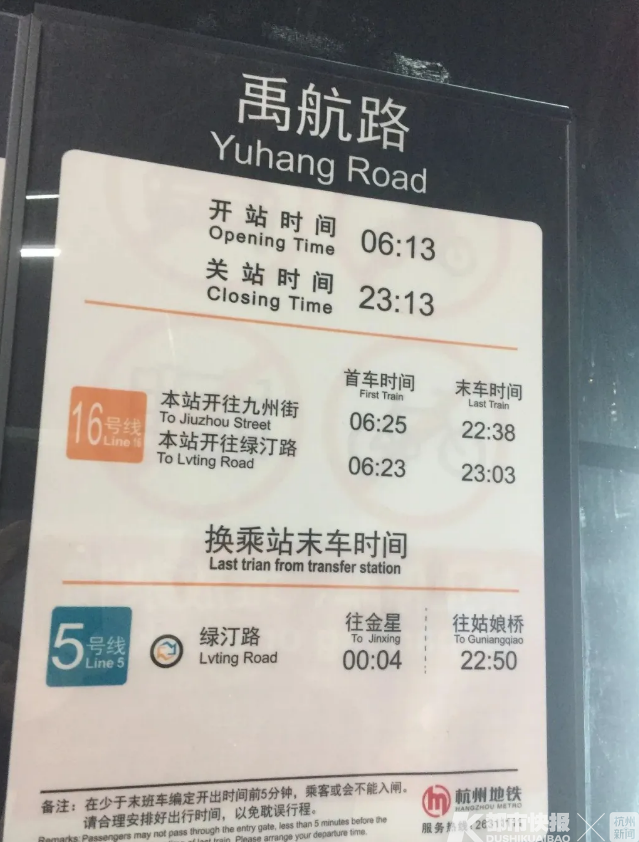 禹航路
Yuhang Road
开站时间 06:13
Opening Time
关站时间 23:13
Closing Time
首车时间 末车时间
First Train Last Train
16号线 本站开往九州街 06:25 22:38
Line 16 To Jiuzhou Street
本站开往绿汀路 06:23 23:03
To Lvting Road
换乘站末车时间
Last trian from transfer station
5号线 绿汀路 往金星 往姑娘桥
Line 5 Lvting Road To Jinxing To Guniangqiao
00:04 22:50
备注：在少于末班车编定开出时间前5分钟，乘客或会不能入闸。
请合理安排好出行时间，以免耽误行程。
Remarks: Passengers may not pass through the entry gate, less than 5 minutes before the
Please arrange your departure time.
杭州地铁
HANGZHOU METRO
服务热线:
都市快报
DUSHIKUAIBAO
杭州
新闻